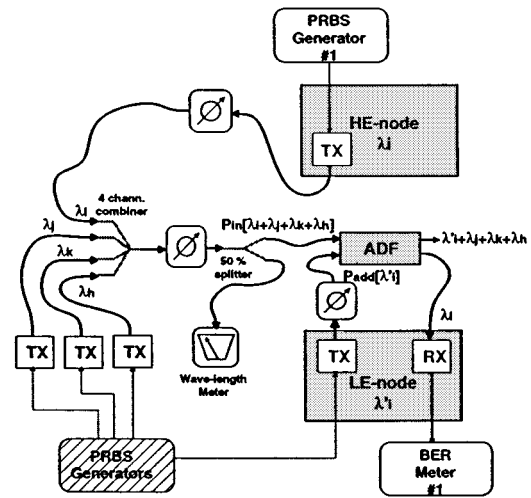 PRBS
Generator
#1
HE-node
λi
TX
4 chann.
combiner
λi
λj
λk
λh
Pin[λi+λj+λk+λh]
50 %
splitter
ADF
λ'i+λj+λk+λh
Padd[λ'i]
λi
TX
TX
TX
Wave-length
Meter
TX
RX
LE-node
λ'i
PRBS
Generators
BER
Meter
#1